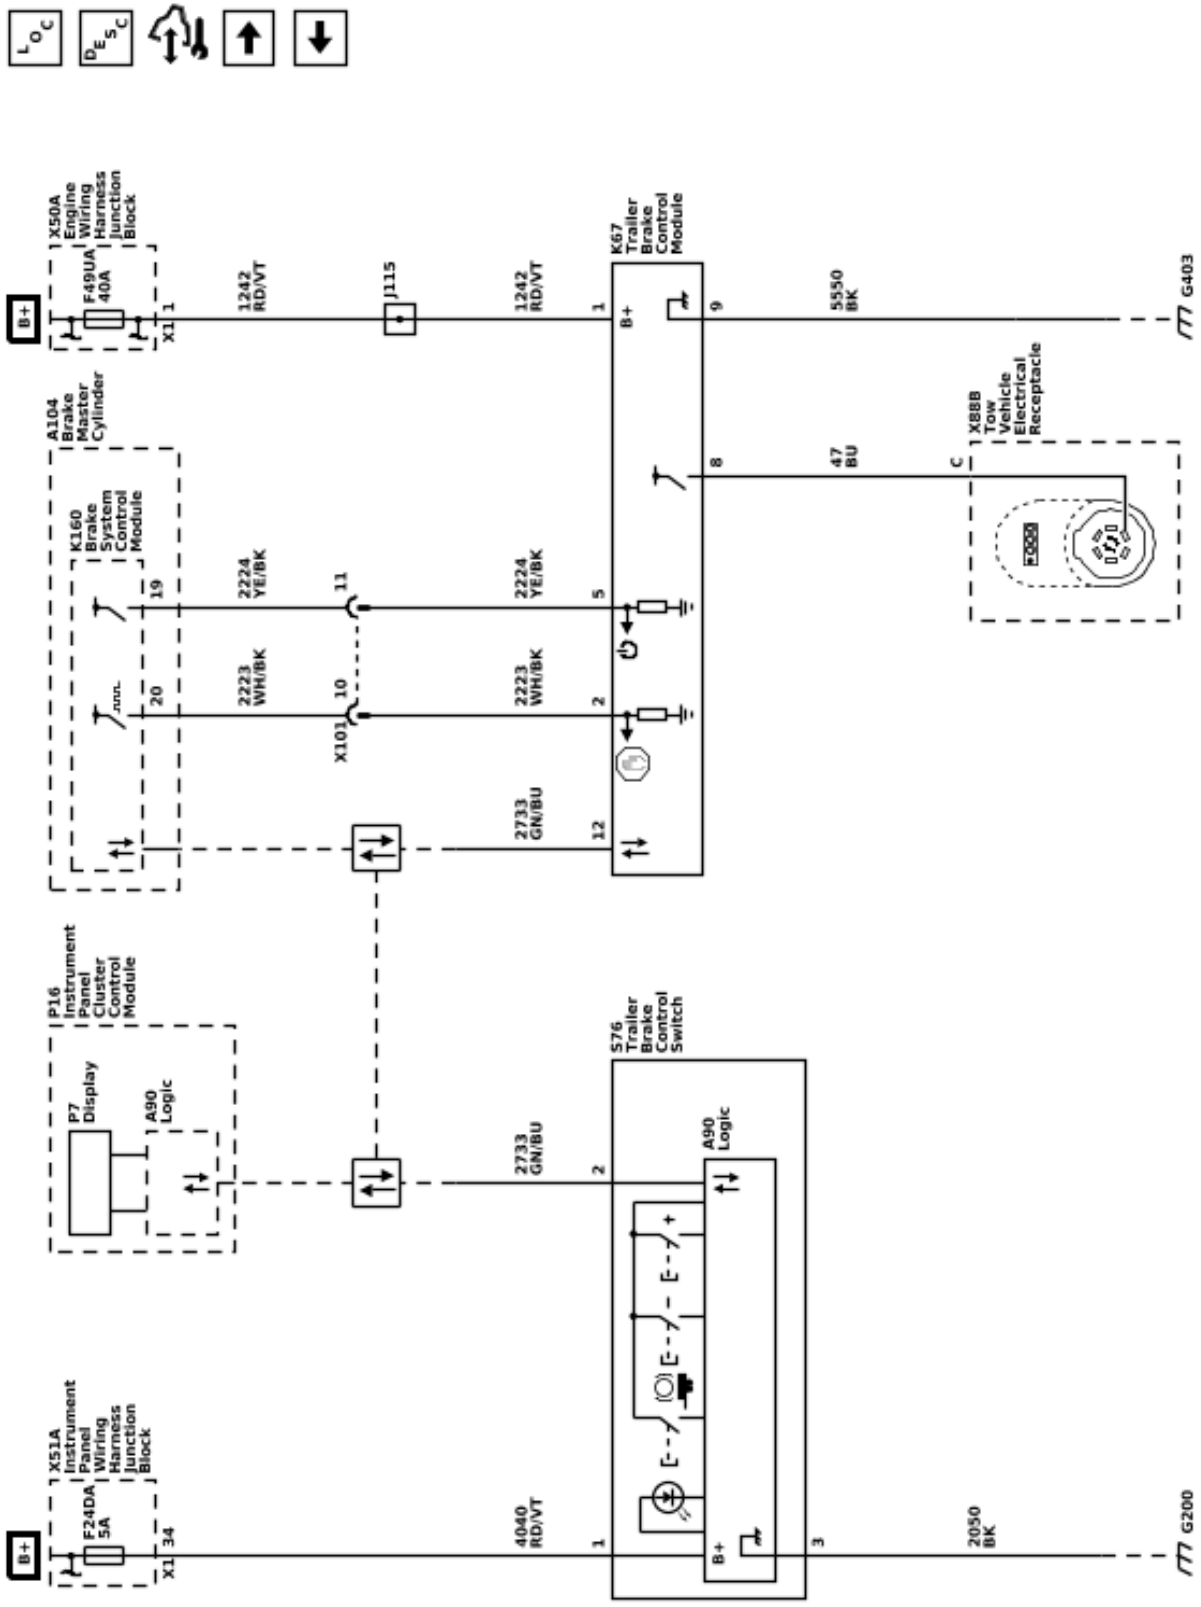 LOC
DESC
B+
X51A
Instrument
Panel
Wiring
Harness
Junction
Block
F24DA
5A
X1 34
4040
RD/VT
1
P16
Instrument
Panel
Cluster
Control
Module
P7
Display
A90
Logic
2733
GN/BU
2
S76
Trailer
Brake
Control
Switch
A90
Logic
B+
+
-
3
2050
BK
G200
A104
Brake
Master
Cylinder
K160
Brake
System
Control
Module
20
19
2223
WH/BK
2224
YE/BK
X101
10
11
2733
GN/BU
2223
WH/BK
2224
YE/BK
12
2
5
B+
X50A
Engine
Wiring
Harness
Junction
Block
F49UA
40A
X1 1
1242
RD/VT
J115
1242
RD/VT
1
K67
Trailer
Brake
Control
Module
B+
8
9
47
BU
5550
BK
C
X88B
Tow
Vehicle
Electrical
Receptacle
G403